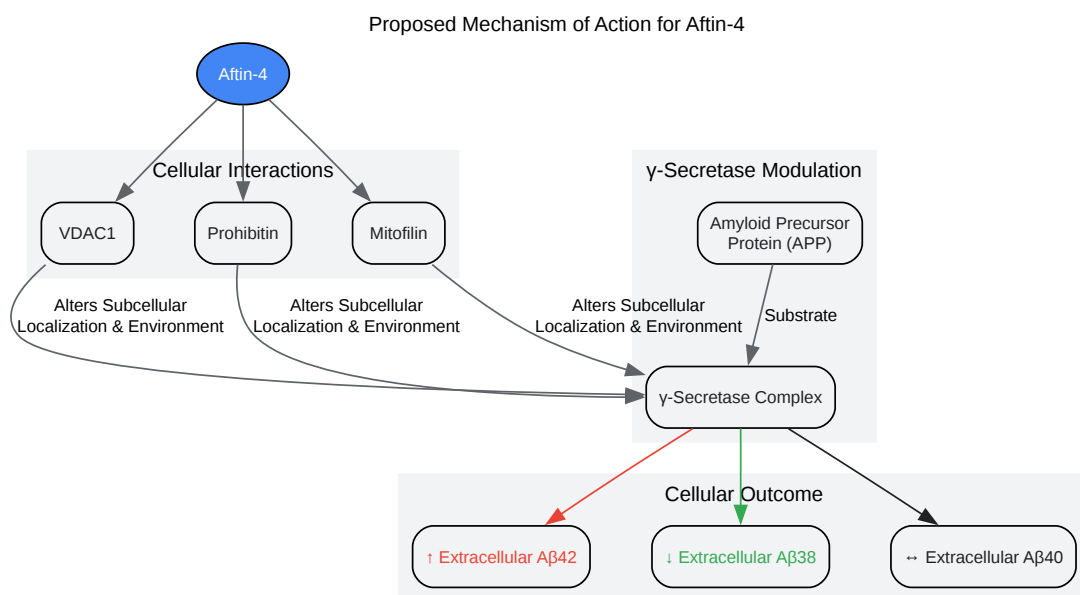 Proposed Mechanism of Action for Aftin-4
Aftin-4
Cellular Interactions
γ-Secretase Modulation
VDAC1
Prohibitin
Mitofilin
Amyloid Precursor
Protein (APP)
Alters Subcellular
Localization & Environment
Alters Subcellular
Localization & Environment
Alters Subcellular
Localization & Environment
Substrate
γ-Secretase Complex
Cellular Outcome
↑ Extracellular Aβ42
↓ Extracellular Aβ38
↔ Extracellular Aβ40